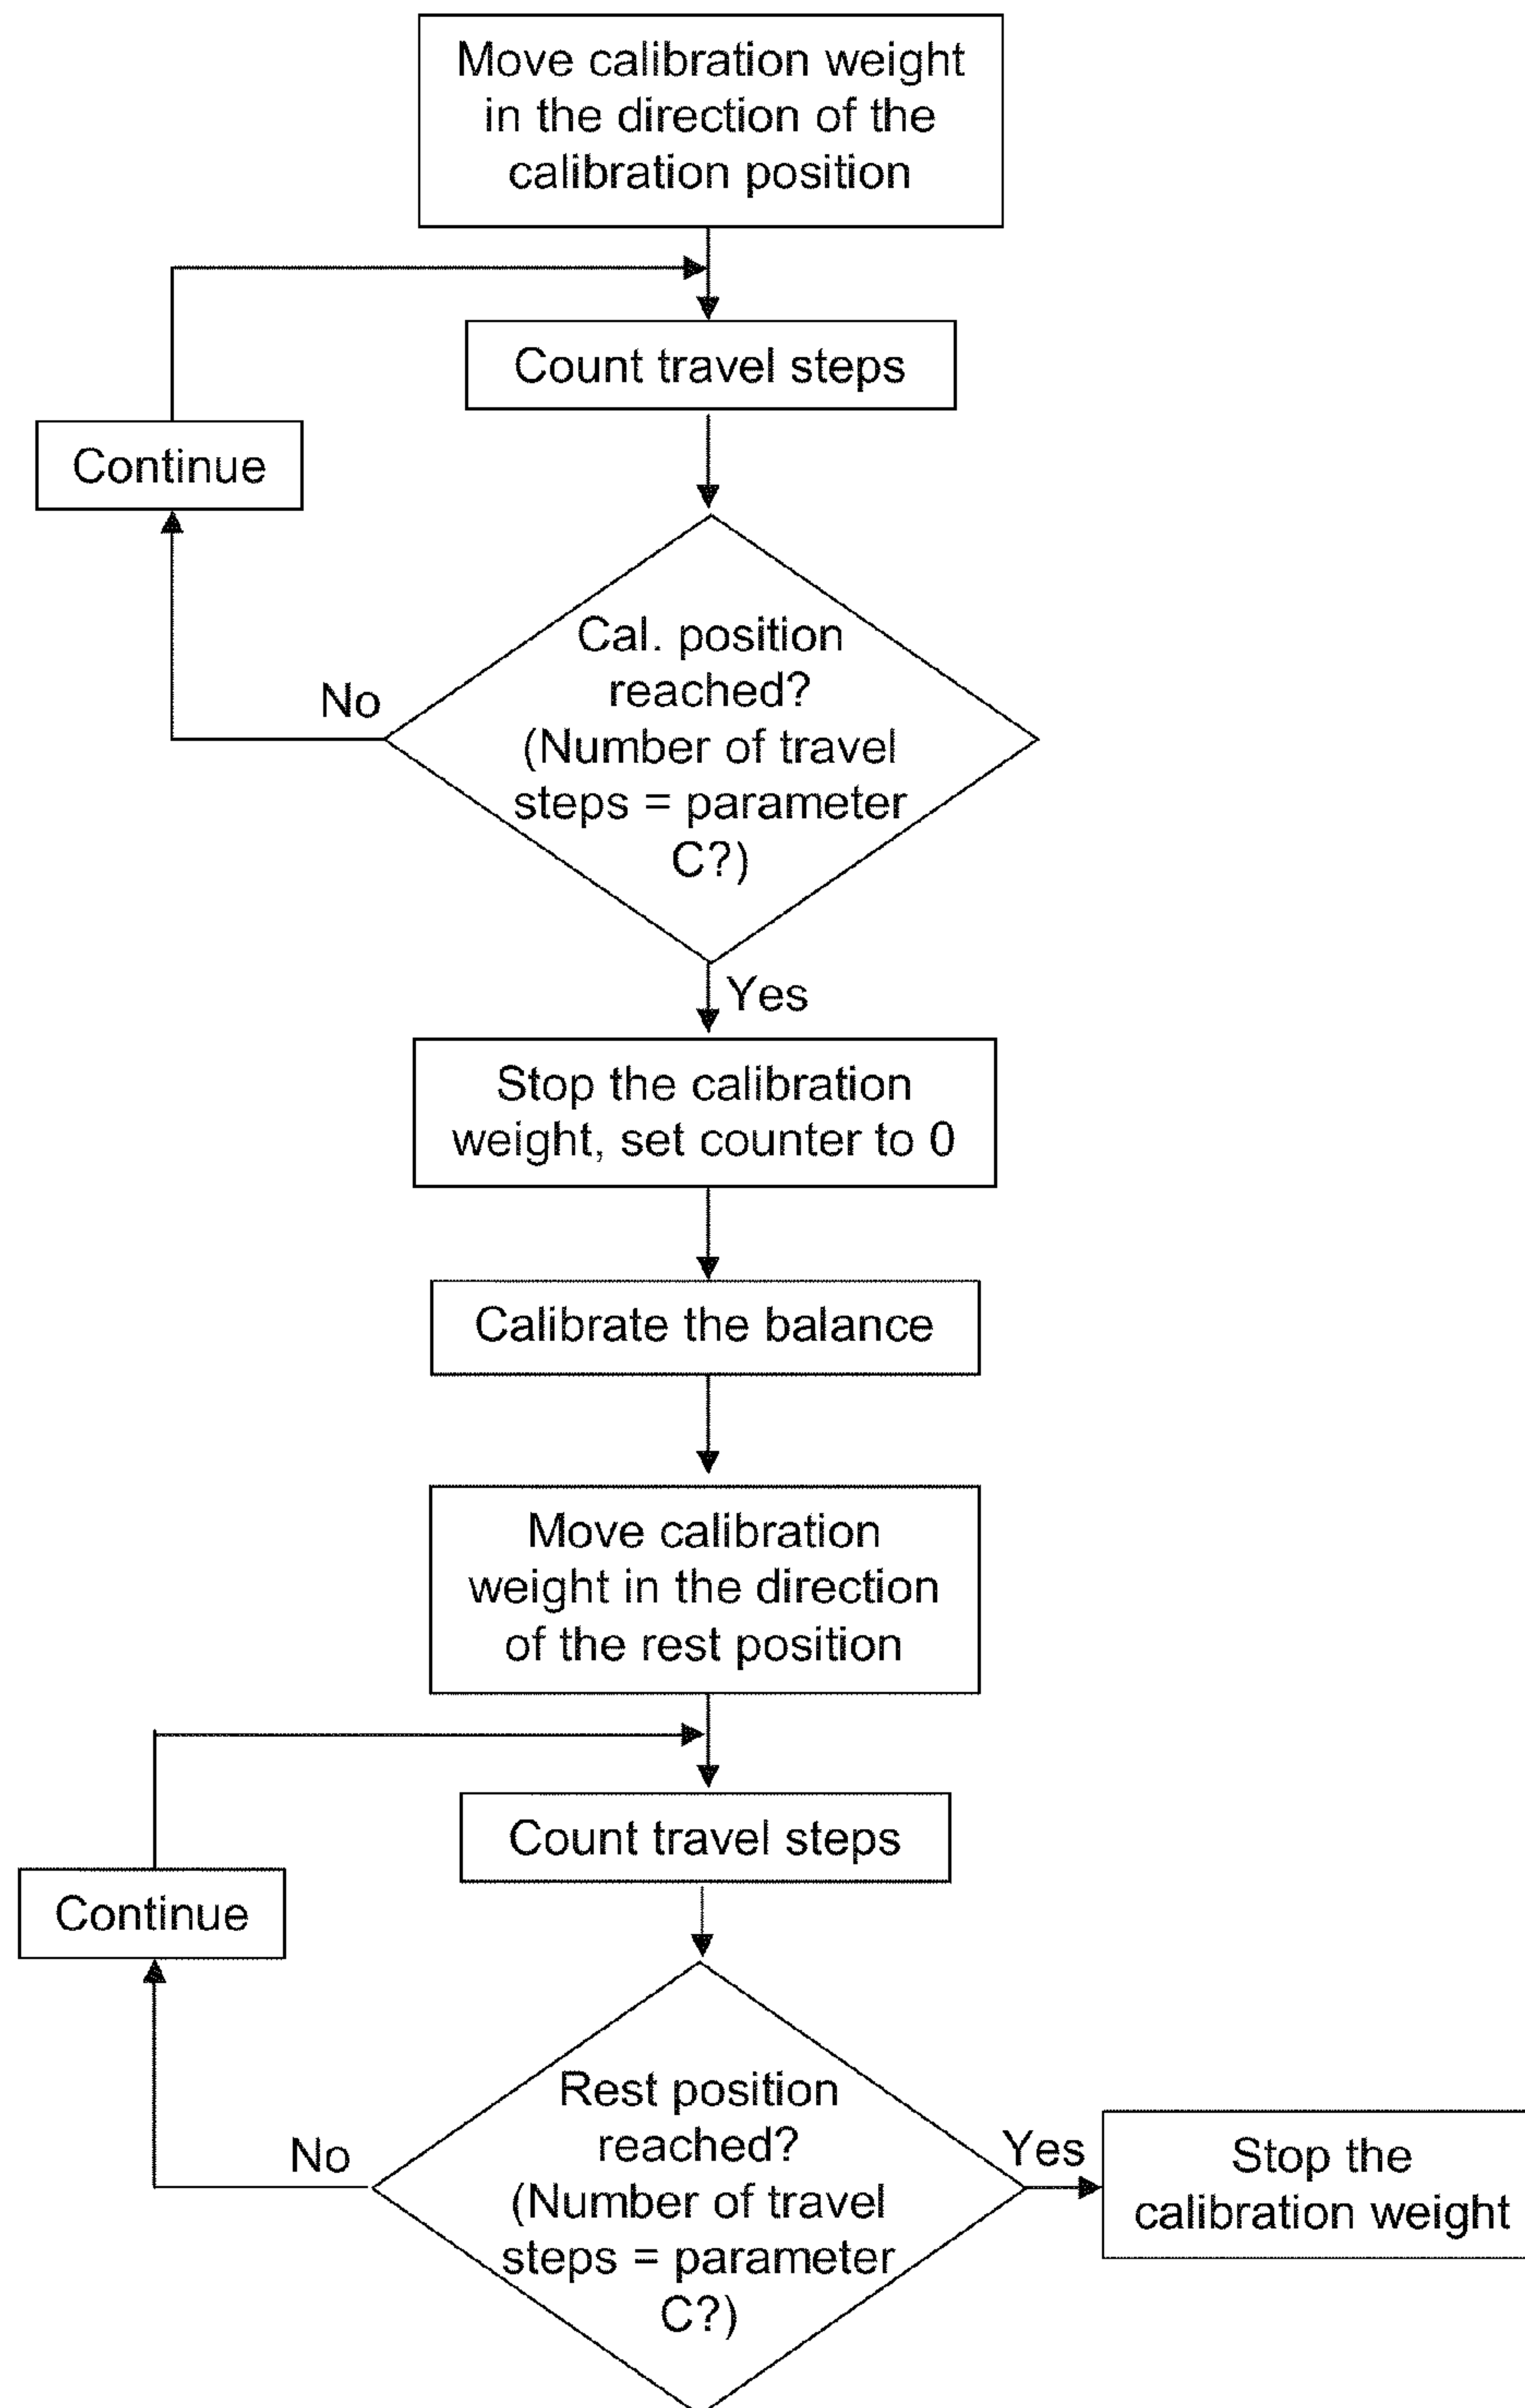 Move calibration weight
in the direction of the
calibration position
Count travel steps
Continue
Cal. position
reached?
(Number of travel
steps = parameter
C?)
No
Yes
Stop the calibration
weight, set counter to 0
Calibrate the balance
Move calibration
weight in the direction
of the rest position
Count travel steps
Continue
Rest position
reached?
(Number of travel
steps = parameter
C?)
No
Yes
Stop the
calibration weight